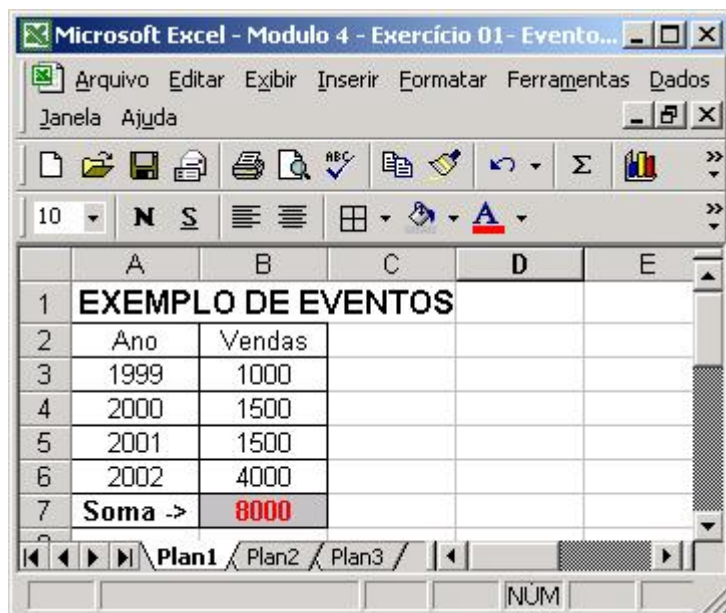 Microsoft Excel - Modulo 4 - Exercício 01- Evento...
Arquivo Editar Exibir Inserir Formatar Ferramentas Dados
Janela Ajuda
ABC Σ »
10 N S A »
A B C D E
1 EXEMPLO DE EVENTOS
2 Ano Vendas
3 1999 1000
4 2000 1500
5 2001 1500
6 2002 4000
7 Soma -> 8000
Plan1 Plan2 Plan3
NÚM